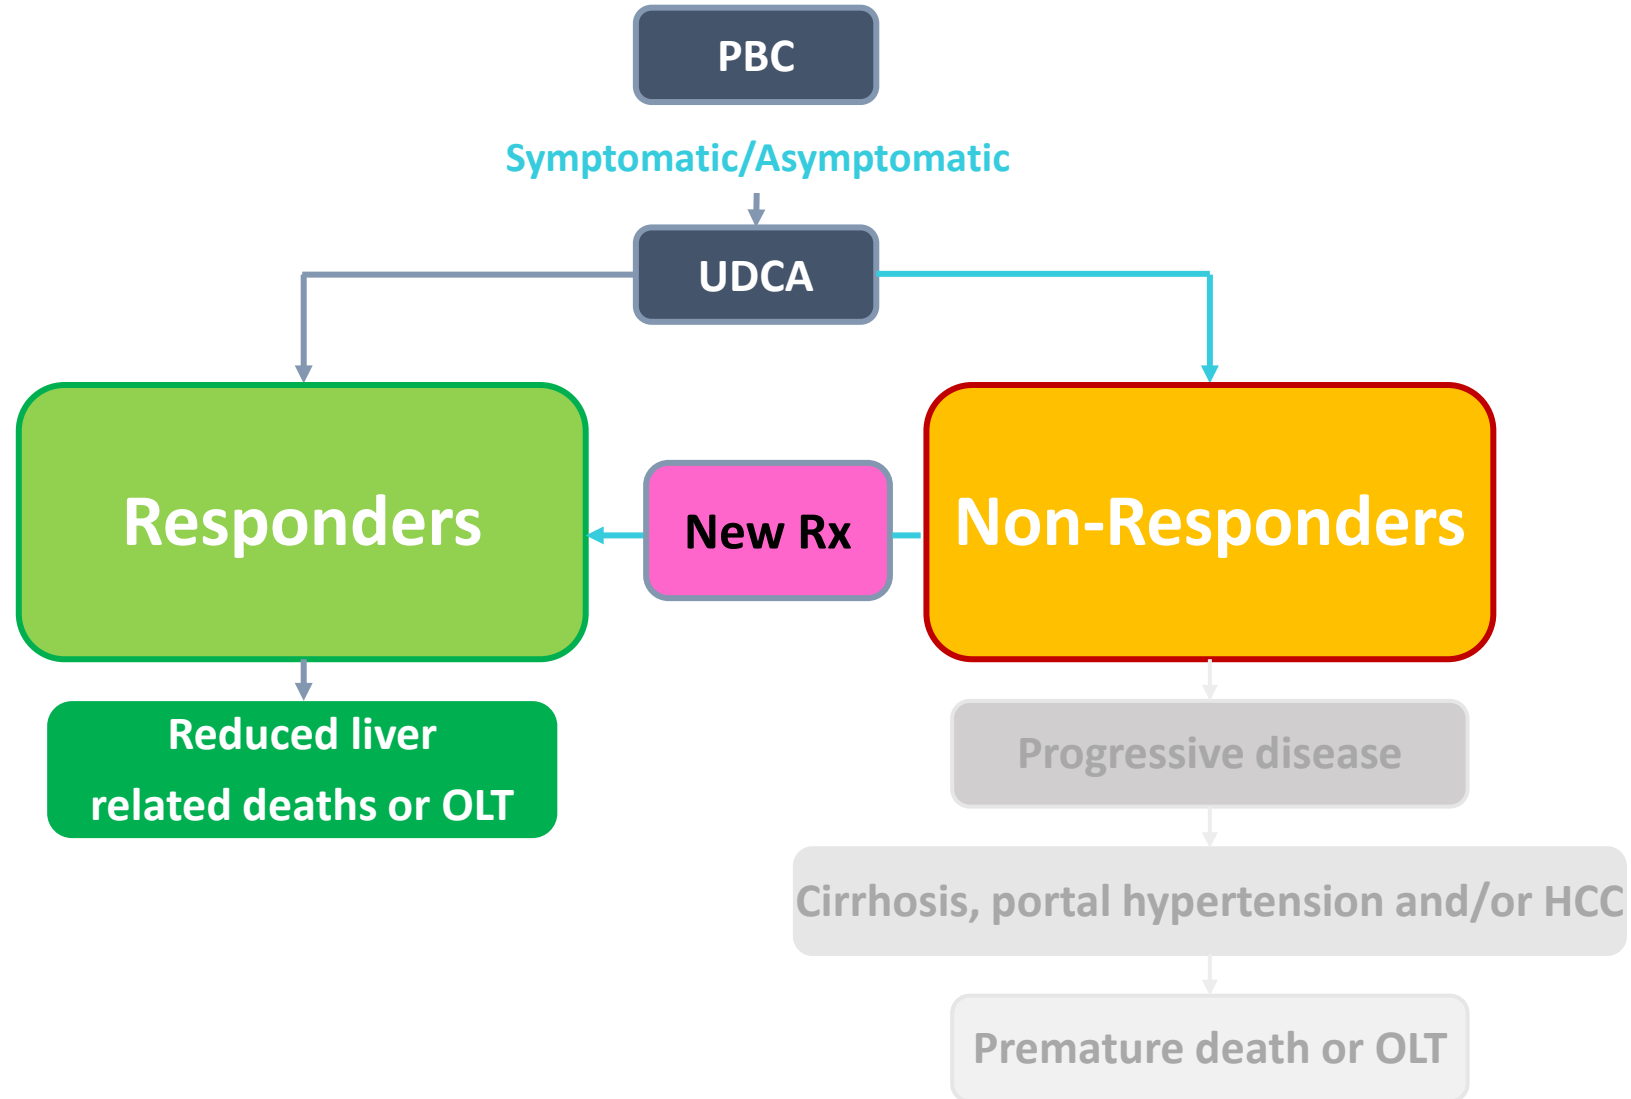 PBC
Symptomatic/Asymptomatic
UDCA
Responders
New Rx
Non-Responders
Reduced liver
related deaths or OLT
Progressive disease
Cirrhosis, portal hypertension and/or HCC
Premature death or OLT